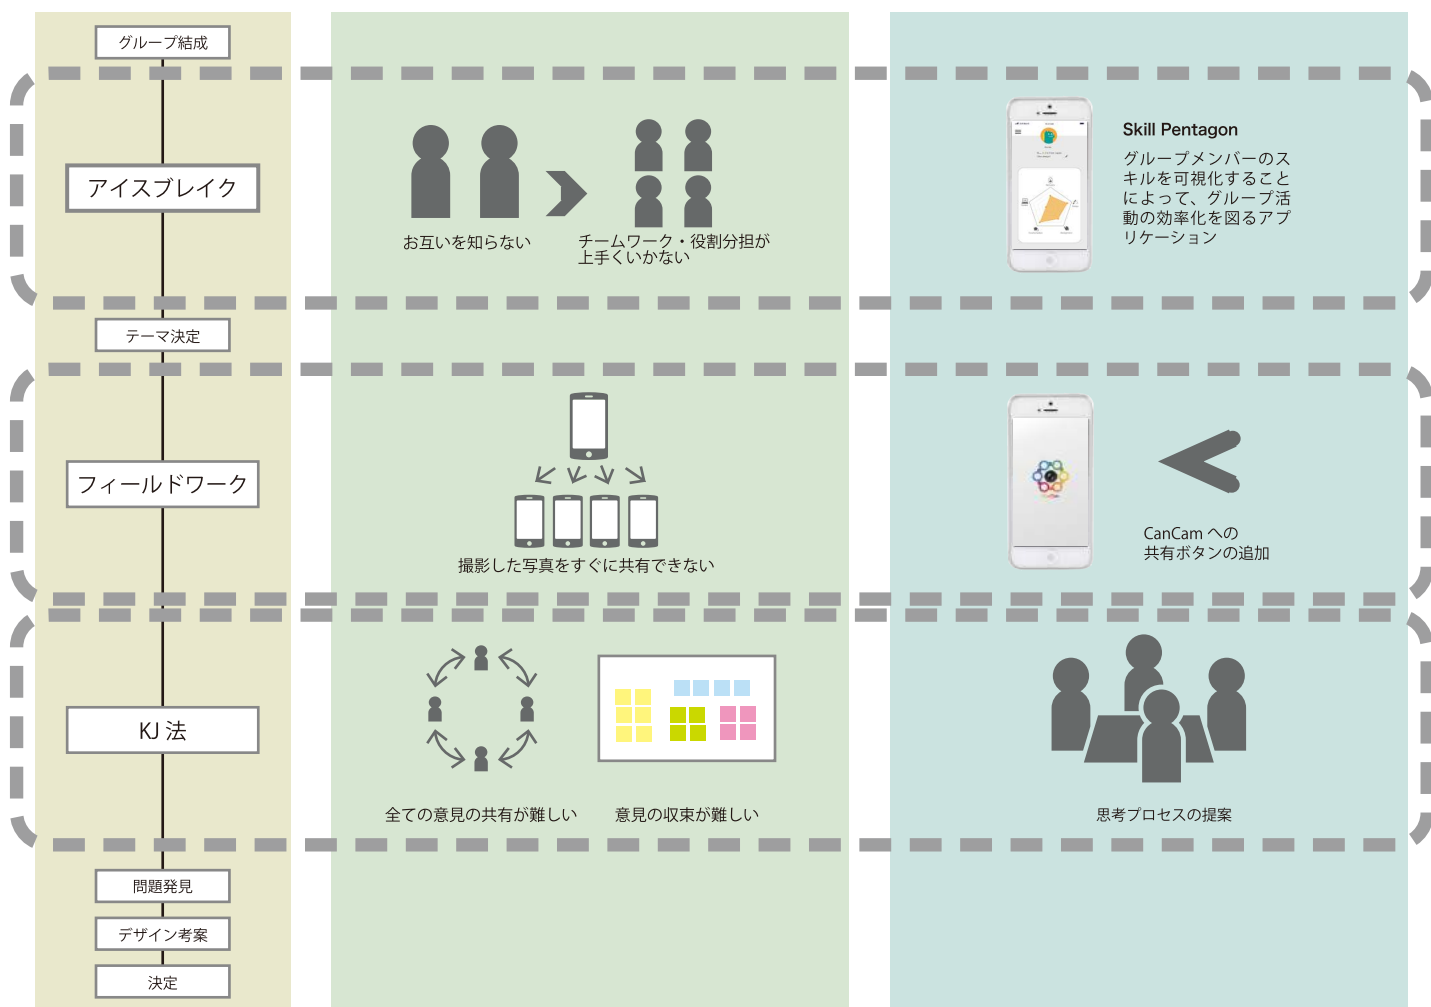 グループ結成
アイスブレイク
お互いを知らない
チームワーク・役割分担が
上手くいかない
Skill Pentagon
グループメンバーのス
キルを可視化すること
によって、グループ活
動の効率化を図るアプ
リケーション
テーマ決定
フィールドワーク
撮影した写真をすぐに共有できない
CanCam への
共有ボタンの追加
KJ 法
全ての意見の共有が難しい
意見の収束が難しい
思考プロセスの提案
問題発見
デザイン考案
決定